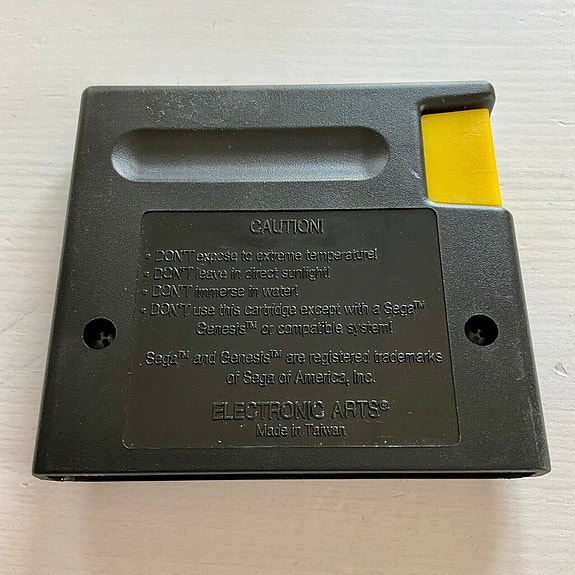 CAUTION!
• DON'T expose to extreme temperature!
• DON'T leave in direct sunlight!
• DON'T immerse in water!
• DON'T use this cartridge except with a Sega™
Genesis™ or compatible system!
Sega™ and Genesis™ are registered trademarks
of Sega of America, Inc.
ELECTRONIC ARTS®
Made in Taiwan